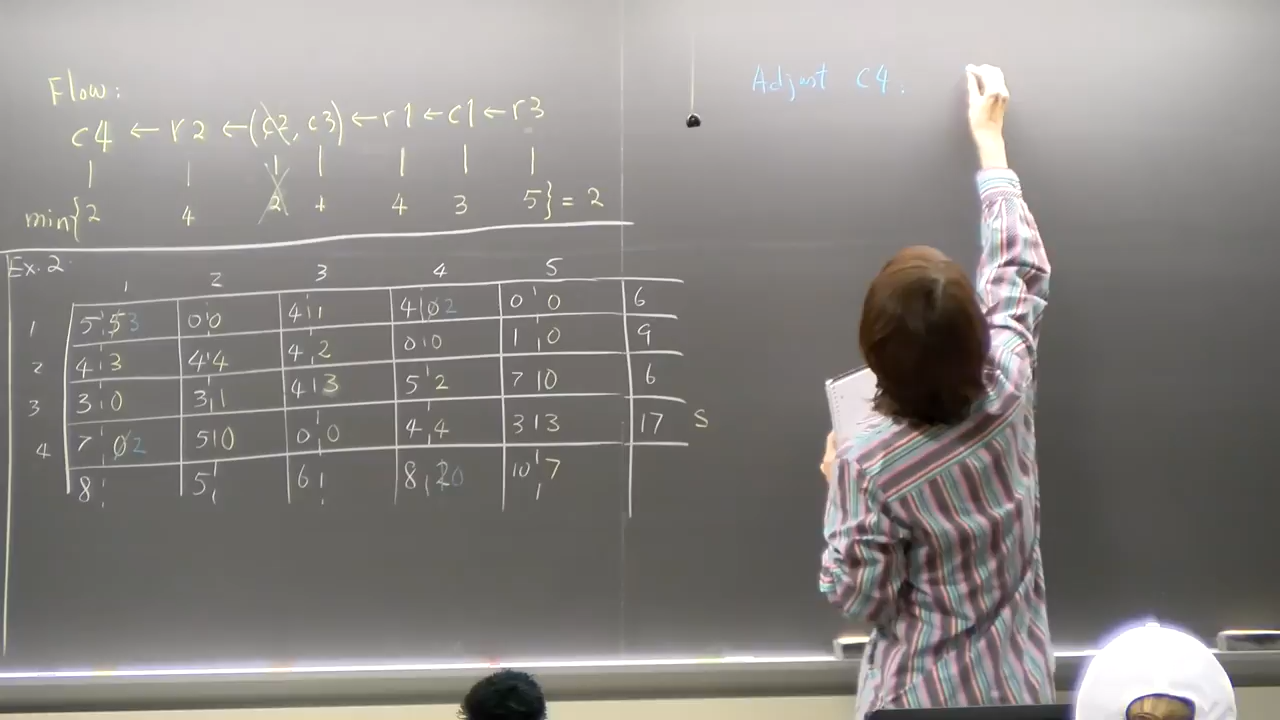 Flow:
c4 ← r2 ← (c2, c3) ← r1 ← c1 ← r3
min{2 4 2 + 4 3 5} = 2
Adjust c4:
Ex. 2
1 2 3 4 5
1 5 5 3 0 0 4 1 4 0 2 0 0 6
2 4 3 4 4 4 2 0 0 1 0 9
3 3 0 3 1 4 3 5 2 7 0 6
4 7 0 2 5 0 0 0 4 4 3 3 17 S
8 5 6 8 2 0 10 7